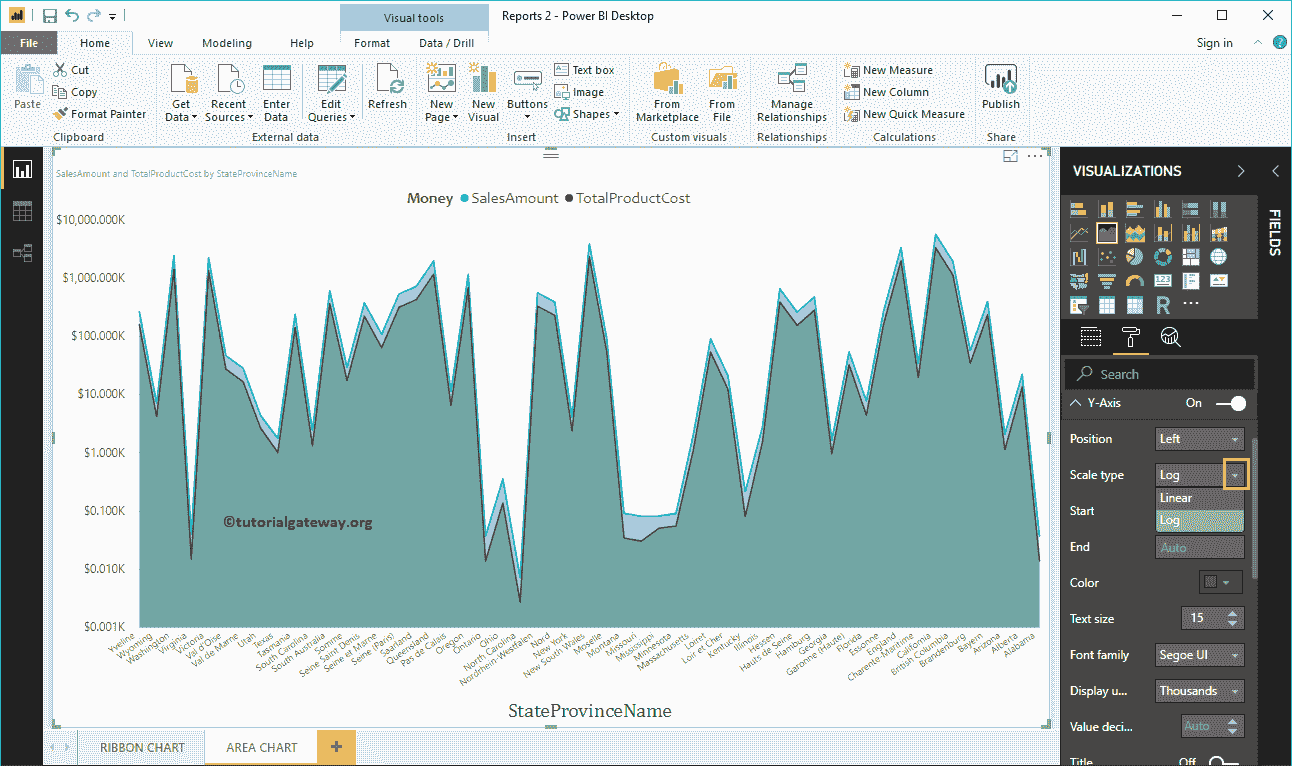 Visual tools
Reports 2 - Power BI Desktop
File Home View Modeling Help Format Data / Drill
Sign in
Paste
Cut
Copy
Format Painter
Clipboard
Get Data
Recent Sources
Enter Data
Edit Queries
Refresh
External data
New Page
New Visual
Buttons
Text box
Image
Shapes
Insert
From Marketplace
From File
Custom visuals
Manage Relationships
Relationships
New Measure
New Column
New Quick Measure
Calculations
Publish
Share
SalesAmount and TotalProductCost by StateProvinceName
Money SalesAmount TotalProductCost
$10,000.000K
$1,000.000K
$100.000K
$10.000K
$1.000K
$0.100K
$0.010K
$0.001K
©tutorialgateway.org
Yveline
Wyoming
Washington
Virginia
Victoria
Val d'Oise
Val de Marne
Utah
Texas
Tasmania
South Carolina
South Australia
Somme
Seine Saint Denis
Seine et Marne
Seine (Paris)
Saarland
Queensland
Pas de Calais
Oregon
Ontario
Ohio
North Carolina
Nordrhein-Westfalen
Nord
New York
New South Wales
Moselle
Montana
Missouri
Mississippi
Minnesota
Massachusetts
Loiret
Loir et Cher
Kentucky
Illinois
Hessen
Hauts de Seine
Hamburg
Georgia
Garonne (Haute)
Florida
Essonne
England
Charente-Maritime
California
British Columbia
Brandenburg
Bayern
Arizona
Alberta
Alabama
StateProvinceName
RIBBON CHART
AREA CHART
+
VISUALIZATIONS
FIELDS
123
R
Search
Y-Axis On
Position Left
Scale type Log
Linear
Start
Log
End Auto
Color
Text size 15
Font family Segoe UI
Display u... Thousands
Value deci... Auto
Title Off